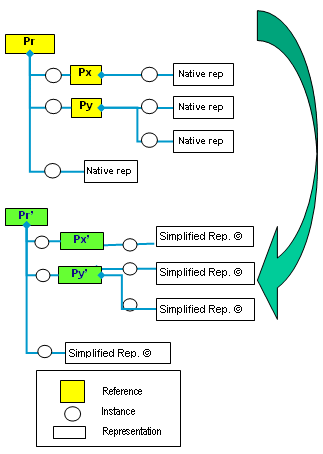 Pr
Px
Native rep
Py
Native rep
Native rep
Native rep
Pr'
Px'
Simplified Rep. ©
Py'
Simplified Rep. ©
Simplified Rep. ©
Simplified Rep. ©
Reference
Instance
Representation